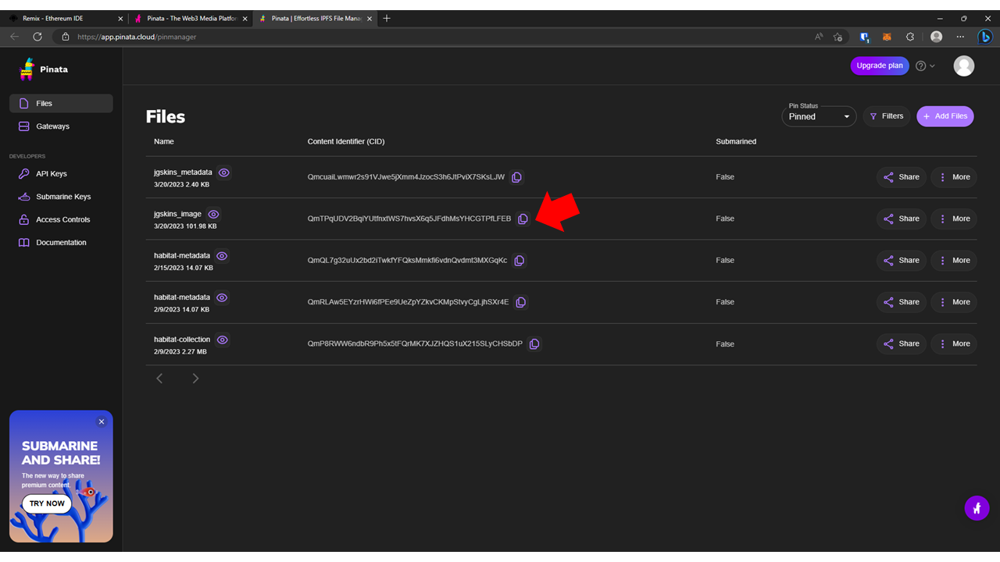 Remix - Ethereum IDE
Pinata - The Web3 Media Platfor
Pinata | Effortless IPFS File Mana
https://app.pinata.cloud/pinmanager
Pinata
Upgrade plan
Files
Gateways
DEVELOPERS
API Keys
Submarine Keys
Access Controls
Documentation
Files
Pin Status
Pinned
Filters
+ Add Files
Name Content Identifier (CID) Submarined
jgskins_metadata
3/20/2023 2.40 KB
QmcuaiLwmwr2s91VJwe5jXmm4JzocS3h6JtPviX7SKsLJW
False
Share
More
jgskins_image
3/20/2023 101.98 KB
QmTPqUDV2BqiYUtfnxtWS7hvsX6q5JFdhMsYHCGTPfLFEB
False
Share
More
habitat-metadata
2/15/2023 14.07 KB
QmQL7g32uUx2bd2iTwkfYFQksMmkfi6vdnQvdmt3MXGqKc
False
Share
More
habitat-metadata
2/9/2023 14.07 KB
QmRLAw5EYzrHWi6fPEe9UeZpYZkvCKMpStvyCgLjhSXr4E
False
Share
More
habitat-collection
2/9/2023 2.27 MB
QmP8RWW6ndbR9Ph5x5tFQrMK7XJZHQS1uX215SLyCHSbDP
False
Share
More
SUBMARINE
AND SHARE!
The new way to share
premium content.
TRY NOW